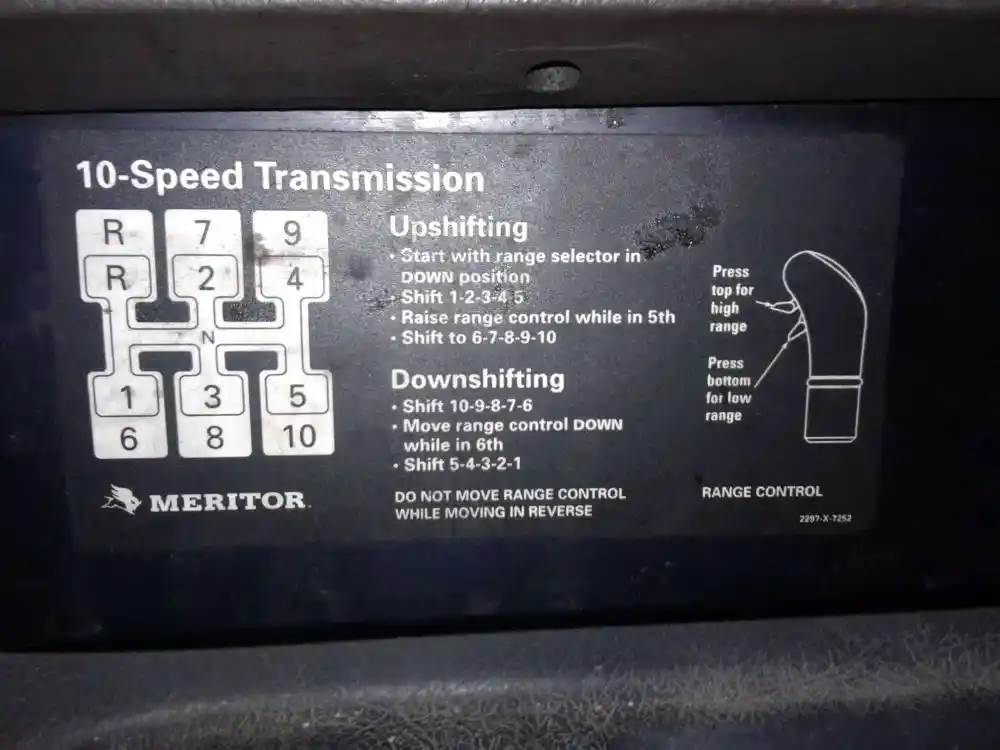 10-Speed Transmission
R 7 9
R 2 4
N
1 3 5
6 8 10
MERITOR
Upshifting
• Start with range selector in
DOWN position
• Shift 1-2-3-4-5
• Raise range control while in 5th
• Shift to 6-7-8-9-10
Downshifting
• Shift 10-9-8-7-6
• Move range control DOWN
while in 6th
• Shift 5-4-3-2-1
DO NOT MOVE RANGE CONTROL
WHILE MOVING IN REVERSE
Press
top for
high
range
Press
bottom
for low
range
RANGE CONTROL
2297-X-7252